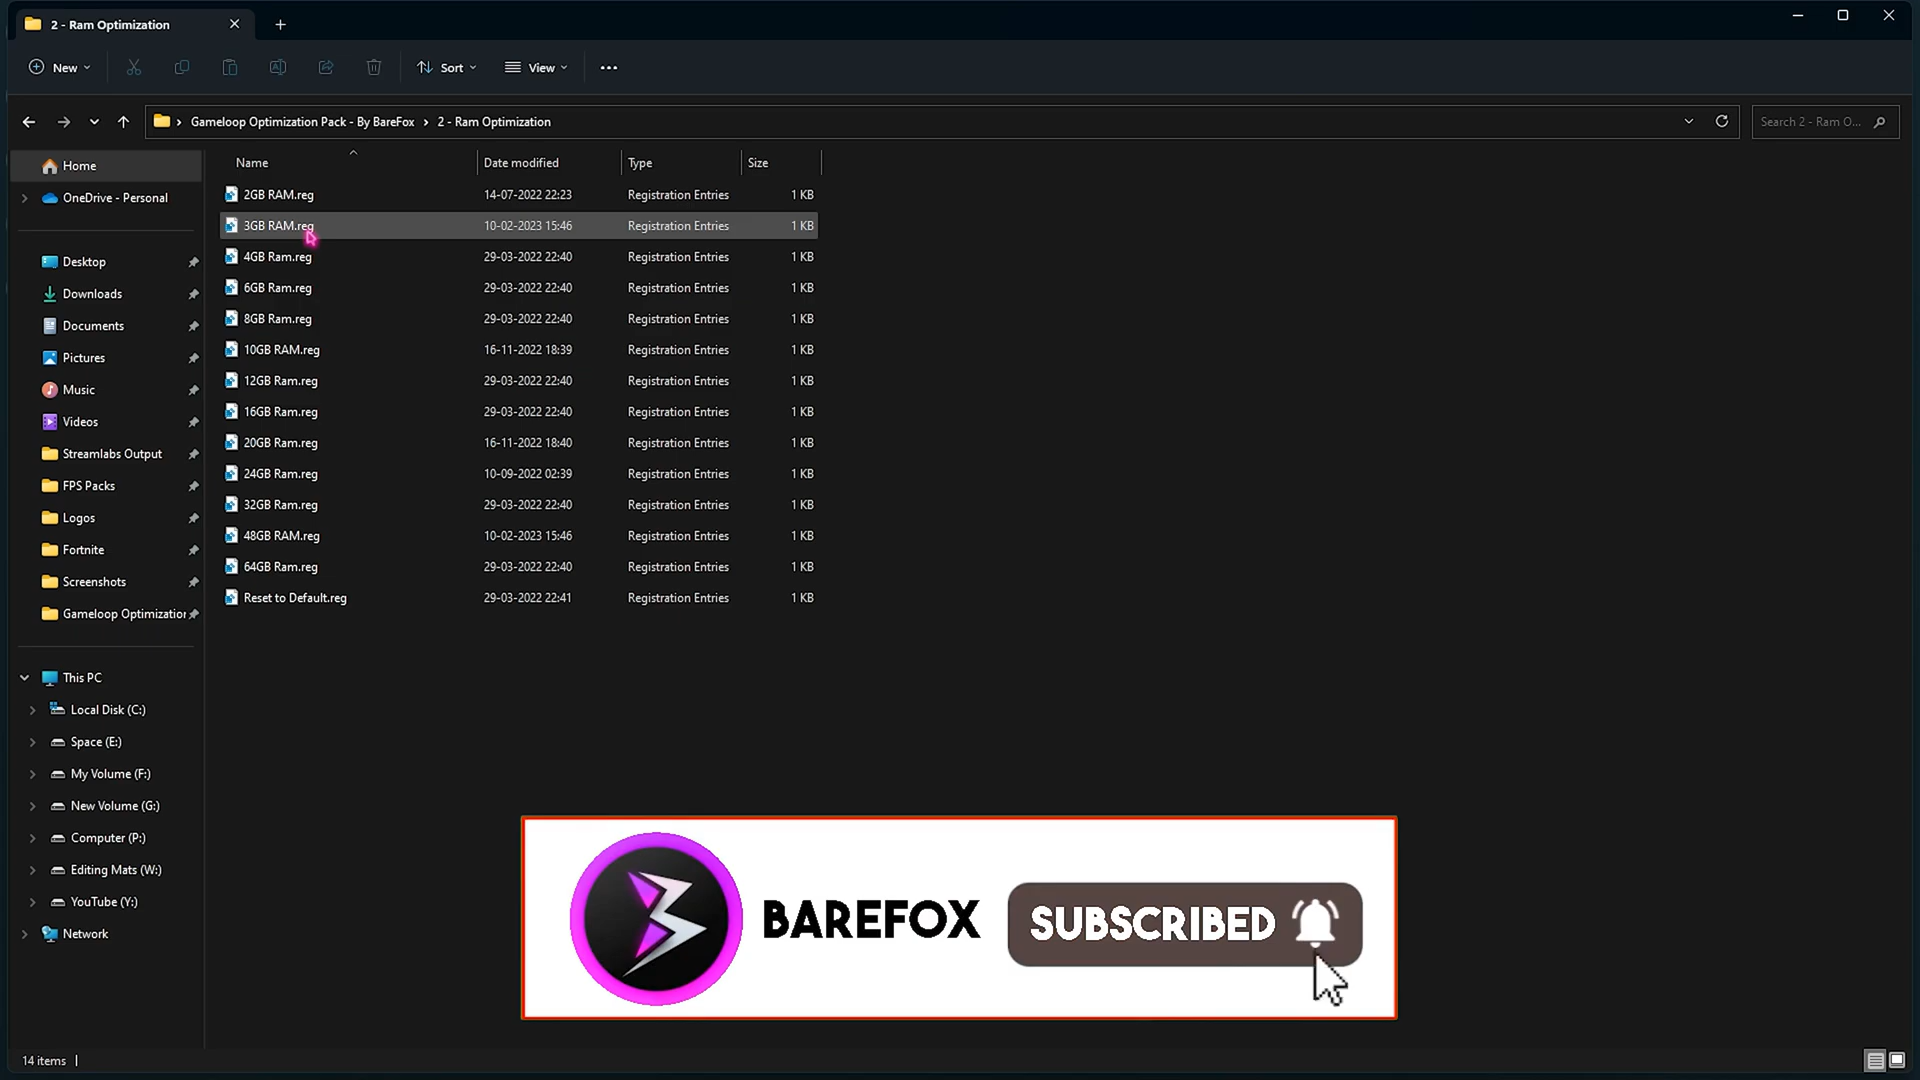 2 - Ram Optimization
New
Sort
View
Gameloop Optimization Pack - By BareFox > 2 - Ram Optimization
Search 2 - Ram O...
Name Date modified Type Size
2GB RAM.reg 14-07-2022 22:23 Registration Entries 1 KB
3GB RAM.reg 10-02-2023 15:46 Registration Entries 1 KB
4GB Ram.reg 29-03-2022 22:40 Registration Entries 1 KB
6GB Ram.reg 29-03-2022 22:40 Registration Entries 1 KB
8GB Ram.reg 29-03-2022 22:40 Registration Entries 1 KB
10GB RAM.reg 16-11-2022 18:39 Registration Entries 1 KB
12GB Ram.reg 29-03-2022 22:40 Registration Entries 1 KB
16GB Ram.reg 29-03-2022 22:40 Registration Entries 1 KB
20GB Ram.reg 16-11-2022 18:40 Registration Entries 1 KB
24GB Ram.reg 10-09-2022 02:39 Registration Entries 1 KB
32GB Ram.reg 29-03-2022 22:40 Registration Entries 1 KB
48GB RAM.reg 10-02-2023 15:46 Registration Entries 1 KB
64GB Ram.reg 29-03-2022 22:40 Registration Entries 1 KB
Reset to Default.reg 29-03-2022 22:41 Registration Entries 1 KB
Home
OneDrive - Personal
Desktop
Downloads
Documents
Pictures
Music
Videos
Streamlabs Output
FPS Packs
Logos
Fortnite
Screenshots
Gameloop Optimization
This PC
Local Disk (C:)
Space (E:)
My Volume (F:)
New Volume (G:)
Computer (P:)
Editing Mats (W:)
YouTube (Y:)
Network
BAREFOX
SUBSCRIBED
14 items